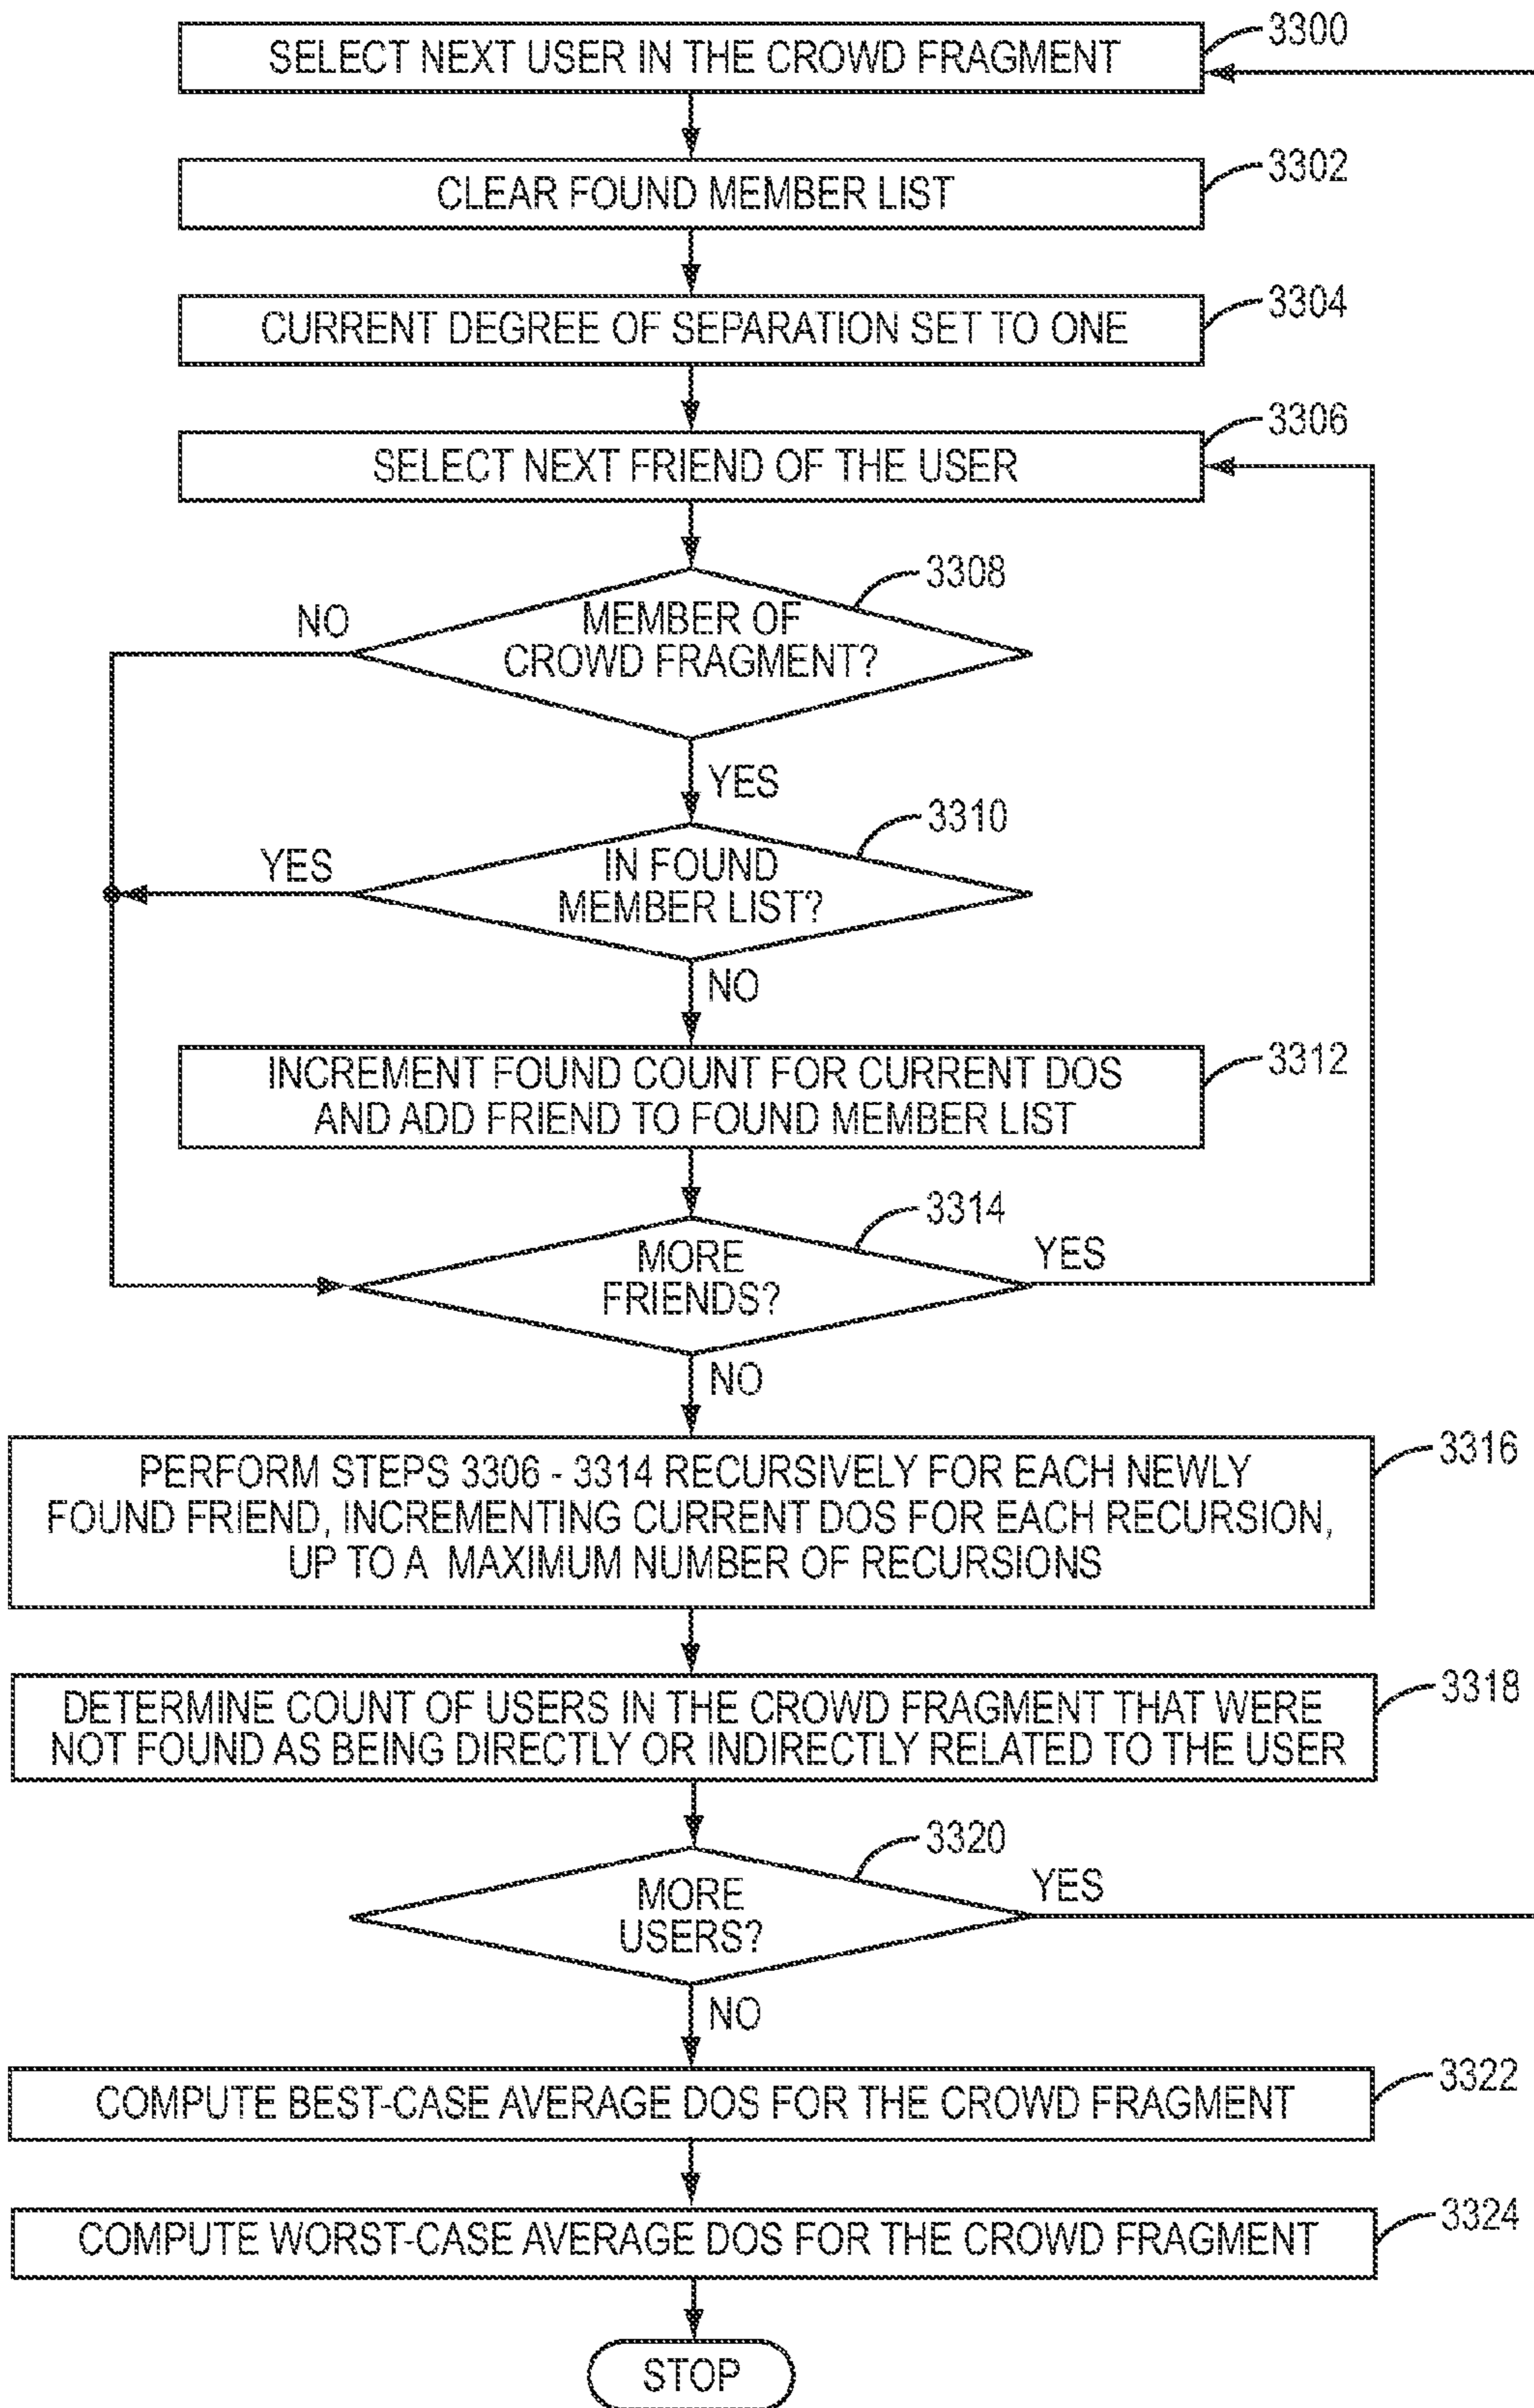 SELECT NEXT USER IN THE CROWD FRAGMENT
3300
CLEAR FOUND MEMBER LIST
3302
CURRENT DEGREE OF SEPARATION SET TO ONE
3304
SELECT NEXT FRIEND OF THE USER
3306
MEMBER OF
CROWD FRAGMENT?
3308
NO
YES
IN FOUND
MEMBER LIST?
3310
YES
NO
INCREMENT FOUND COUNT FOR CURRENT DOS
AND ADD FRIEND TO FOUND MEMBER LIST
3312
MORE
FRIENDS?
3314
YES
NO
PERFORM STEPS 3306 - 3314 RECURSIVELY FOR EACH NEWLY
FOUND FRIEND, INCREMENTING CURRENT DOS FOR EACH RECURSION,
UP TO A MAXIMUM NUMBER OF RECURSIONS
3316
DETERMINE COUNT OF USERS IN THE CROWD FRAGMENT THAT WERE
NOT FOUND AS BEING DIRECTLY OR INDIRECTLY RELATED TO THE USER
3318
MORE
USERS?
3320
YES
NO
COMPUTE BEST-CASE AVERAGE DOS FOR THE CROWD FRAGMENT
3322
COMPUTE WORST-CASE AVERAGE DOS FOR THE CROWD FRAGMENT
3324
STOP